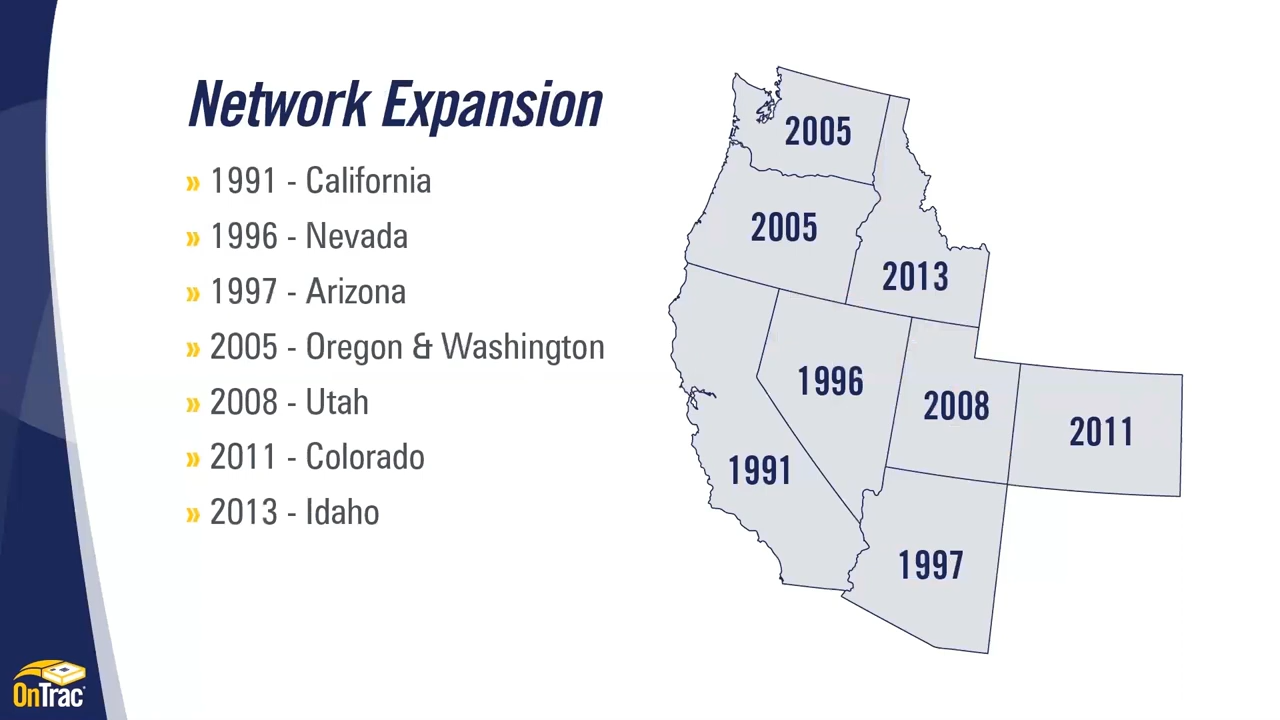 Network Expansion
» 1991 - California
» 1996 - Nevada
» 1997 - Arizona
» 2005 - Oregon & Washington
» 2008 - Utah
» 2011 - Colorado
» 2013 - Idaho
2005
2005
2013
1996
2008
2011
1991
1997
OnTrac